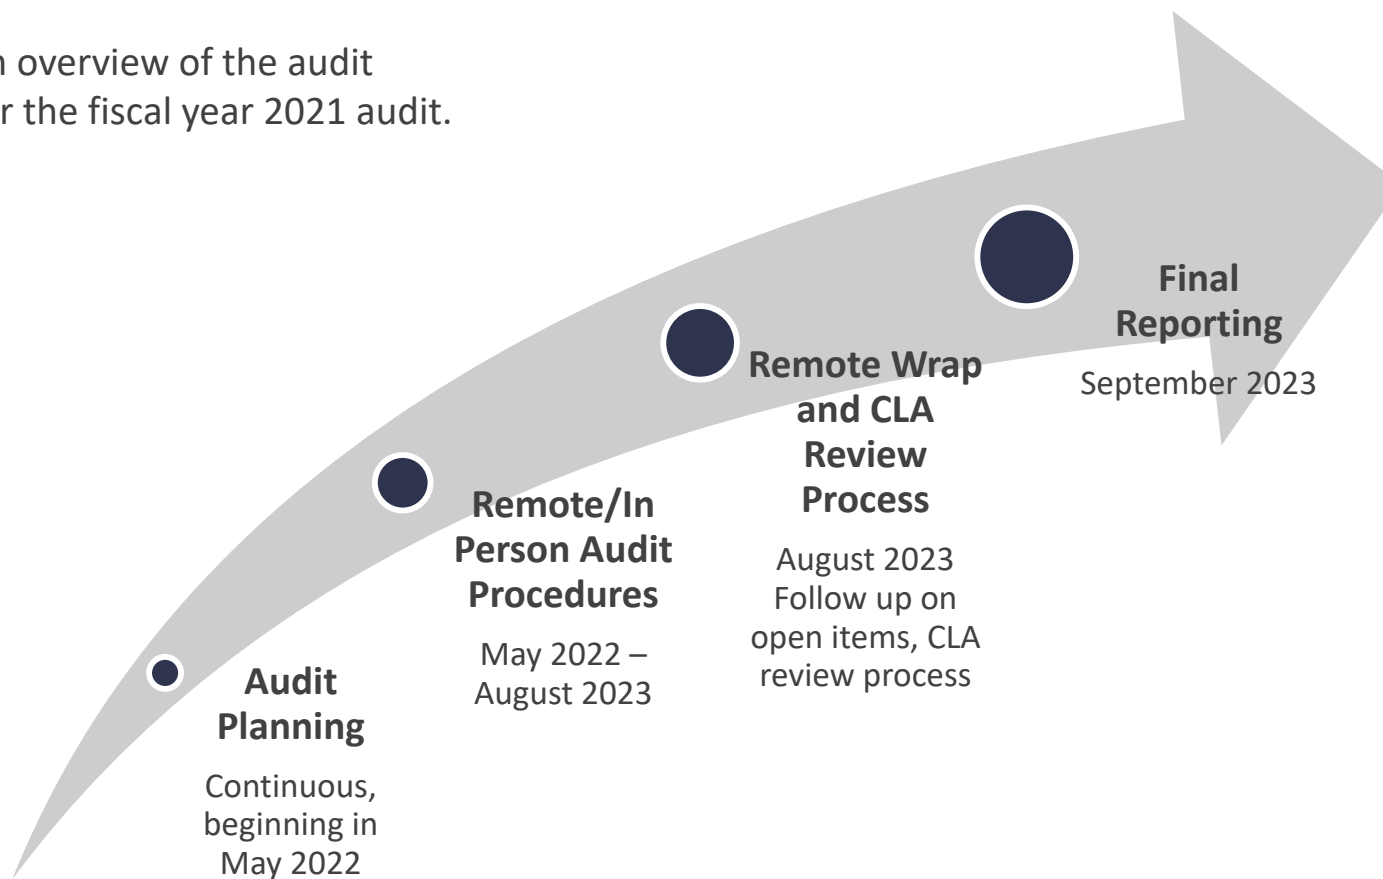 overview of the audit
the fiscal year 2021 audit.
Audit
Planning
Continuous,
beginning in
May 2022
Remote/In
Person Audit
Procedures
May 2022 –
August 2023
Remote Wrap
and CLA
Review
Process
August 2023
Follow up on
open items, CLA
review process
Final
Reporting
September 2023